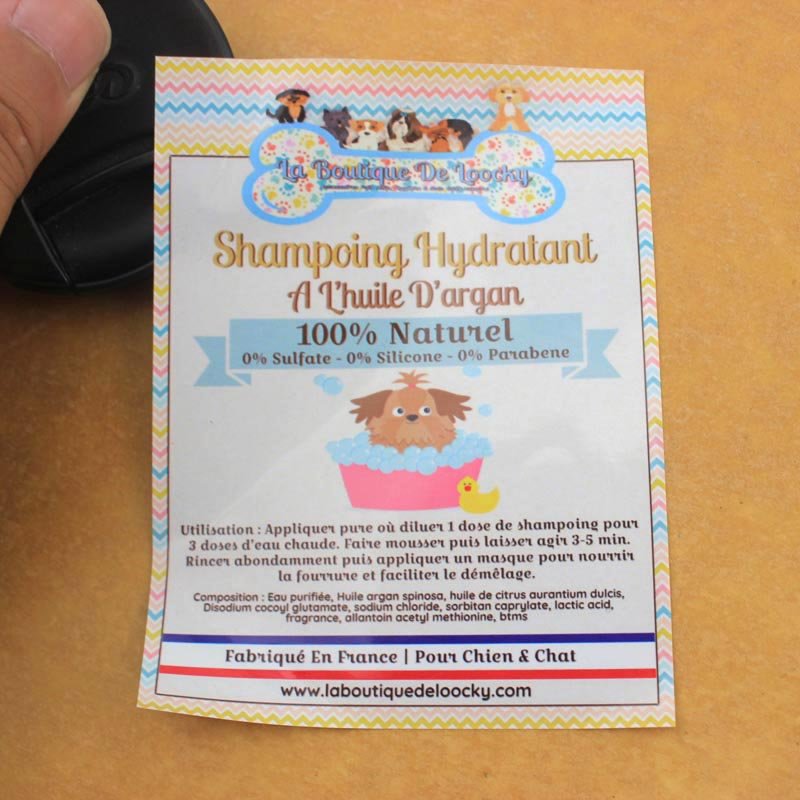 La Boutique De Loocky
Shampoing Hydratant
A L'huile D'argan
100% Naturel
0% Sulfate - 0% Silicone - 0% Parabene
Utilisation : Appliquer pure où diluer 1 dose de shampoing pour
3 doses d'eau chaude. Faire mousser puis laisser agir 3-5 min.
Rincer abondamment puis appliquer un masque pour nourrir
la fourrure et faciliter le démêlage.
Composition : Eau purifiée, Huile argan spinosa, huile de citrus aurantium dulcis,
Disodium cocoyl glutamate, sodium chloride, sorbitan caprylate, lactic acid,
fragrance, allantoin acetyl methionine, btms
Fabriqué En France | Pour Chien & Chat
www.laboutiquedeloocky.com